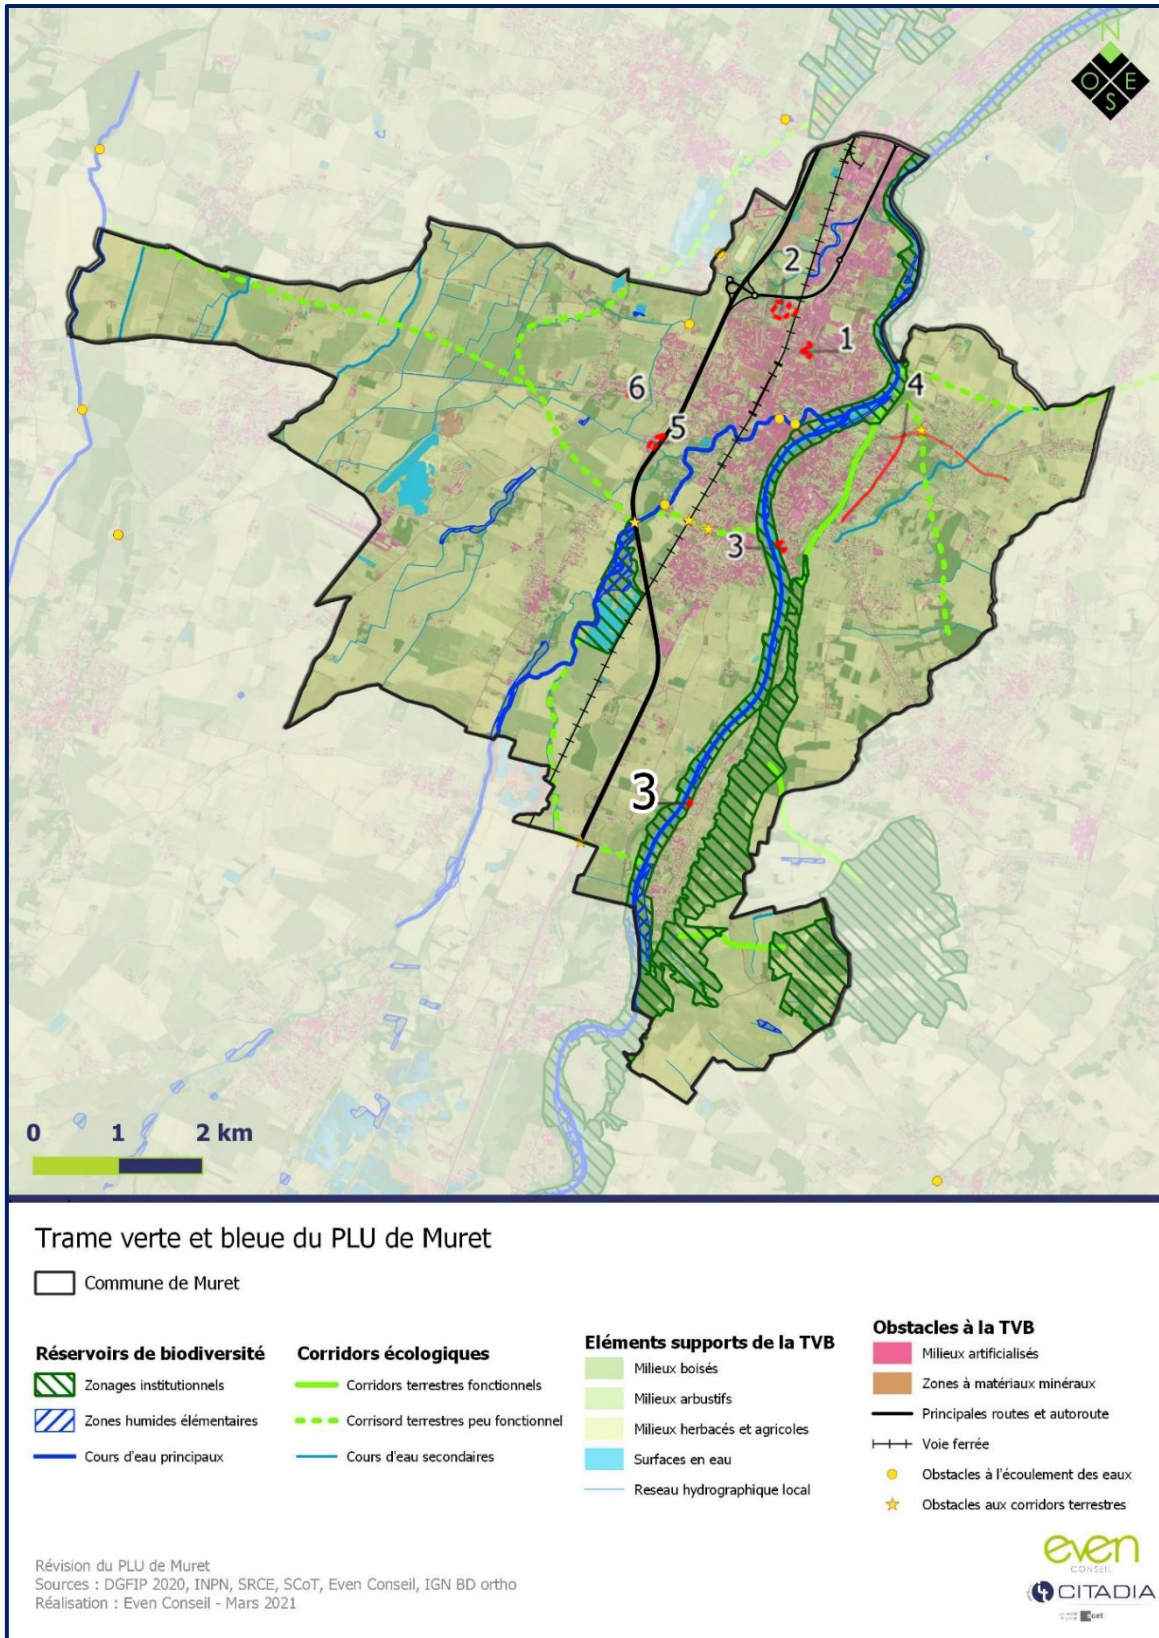 N
O
E
S
2
1
6
4
5
3
3
0 1 2 km
Trame verte et bleue du PLU de Muret
Commune de Muret
Réservoirs de biodiversité
Zonages institutionnels
Zones humides élémentaires
Cours d'eau principaux
Corridors écologiques
Corridors terrestres fonctionnels
Corrisord terrestres peu fonctionnel
Cours d'eau secondaires
Eléments supports de la TVB
Milieux boisés
Milieux arbustifs
Milieux herbacés et agricoles
Surfaces en eau
Reseau hydrographique local
Obstacles à la TVB
Milieux artificialisés
Zones à matériaux minéraux
Principales routes et autoroute
Voie ferrée
Obstacles à l'écoulement des eaux
Obstacles aux corridors terrestres
Révision du PLU de Muret
Sources : DGFIP 2020, INPN, SRCE, SCoT, Even Conseil, IGN BD ortho
Réalisation : Even Conseil - Mars 2021
even
CONSEIL
CITADIA